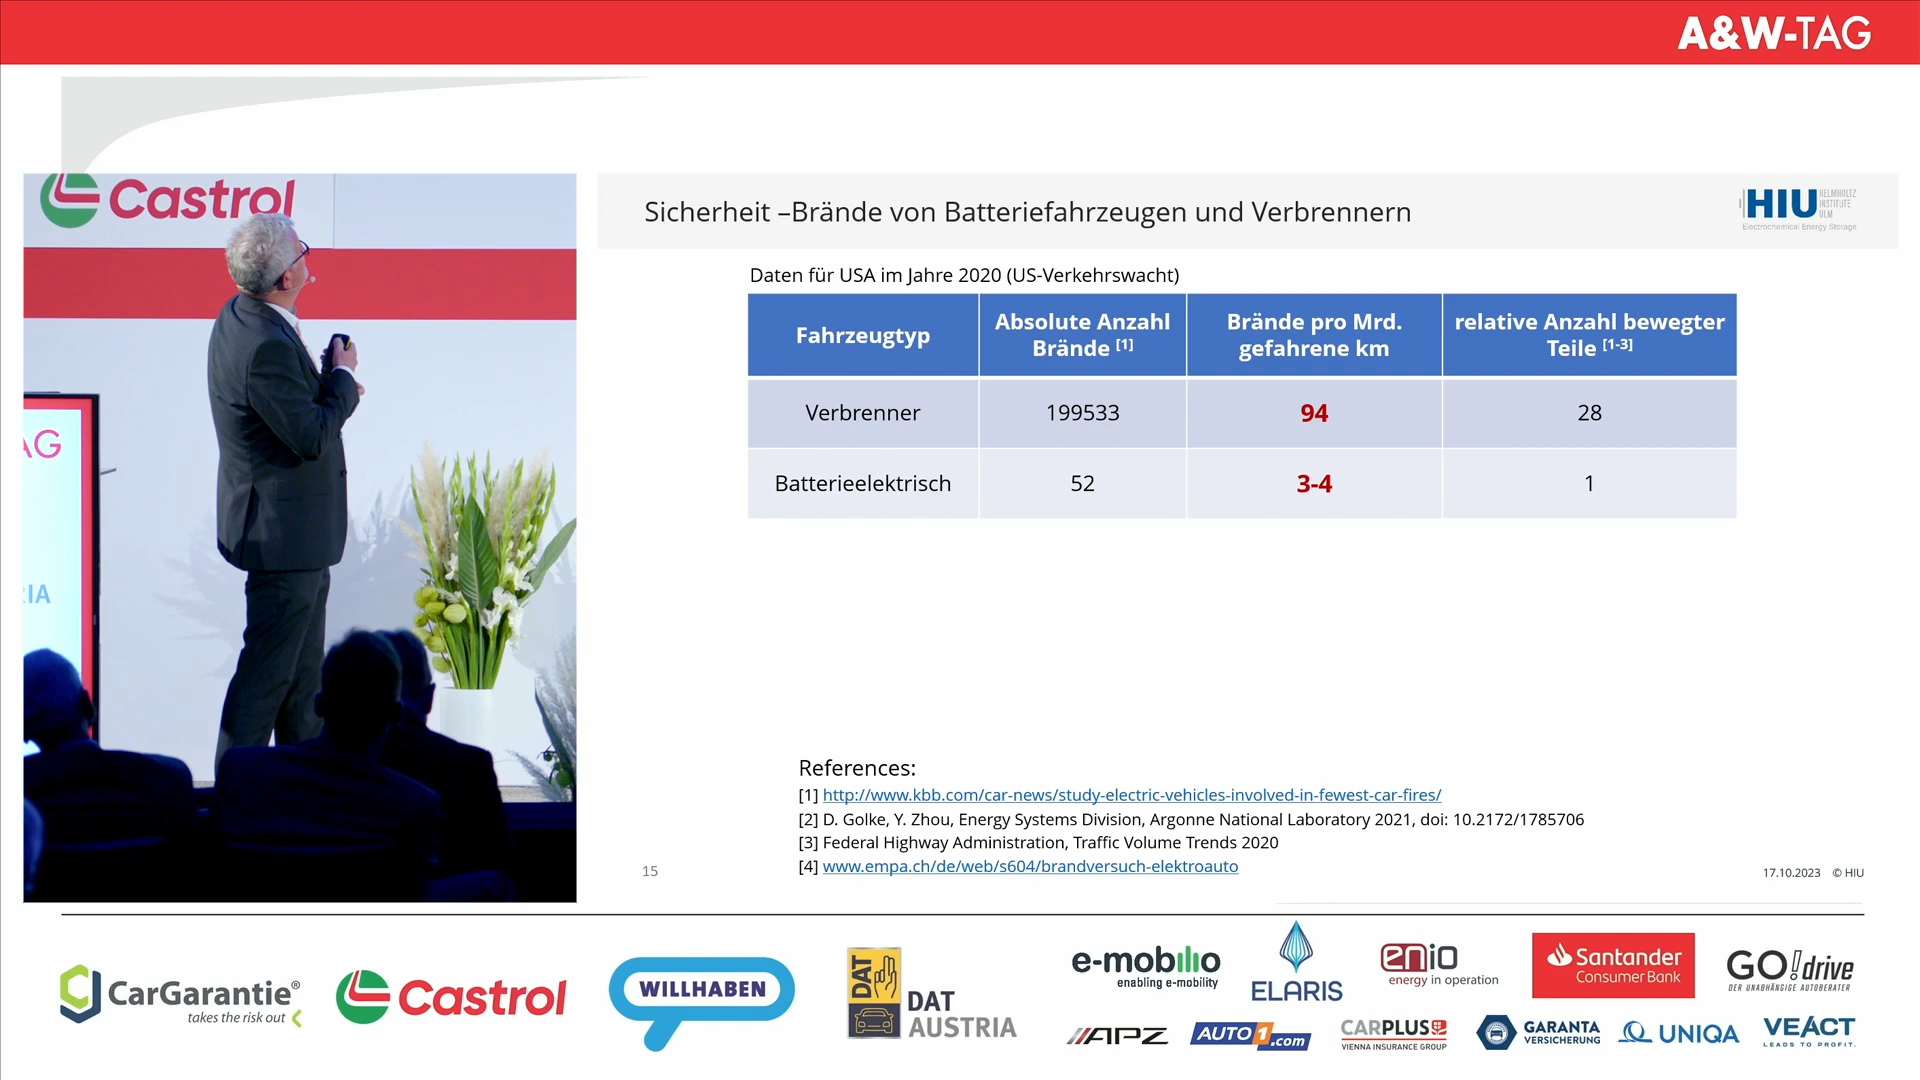 A&W-TAG
Castrol
AG
IA
Sicherheit –Brände von Batteriefahrzeugen und Verbrennern
HIU
HELMHOLTZ
INSTITUTE
ULM
Electrochemical Energy Storage
Daten für USA im Jahre 2020 (US-Verkehrswacht)
Fahrzeugtyp
Absolute Anzahl
Brände [1]
Brände pro Mrd.
gefahrene km
relative Anzahl bewegter
Teile [1-3]
Verbrenner
199533
94
28
Batterieelektrisch
52
3-4
1
References:
[1] http://www.kbb.com/car-news/study-electric-vehicles-involved-in-fewest-car-fires/
[2] D. Golke, Y. Zhou, Energy Systems Division, Argonne National Laboratory 2021, doi: 10.2172/1785706
[3] Federal Highway Administration, Traffic Volume Trends 2020
[4] www.empa.ch/de/web/s604/brandversuch-elektroauto
15
17.10.2023 © HIU
CarGarantie®
takes the risk out
Castrol
WILLHABEN
DAT
DAT
AUSTRIA
e-mobilio
enabling e-mobility
ELARIS
enio
energy in operation
Santander
Consumer Bank
GO!drive
DER UNABHÄNGIGE AUTOBERATER
APZ
AUTO1.com
CARPLUS
VIENNA INSURANCE GROUP
GARANTA
VERSICHERUNG
UNIQA
VEACT
LEADS TO PROFIT.